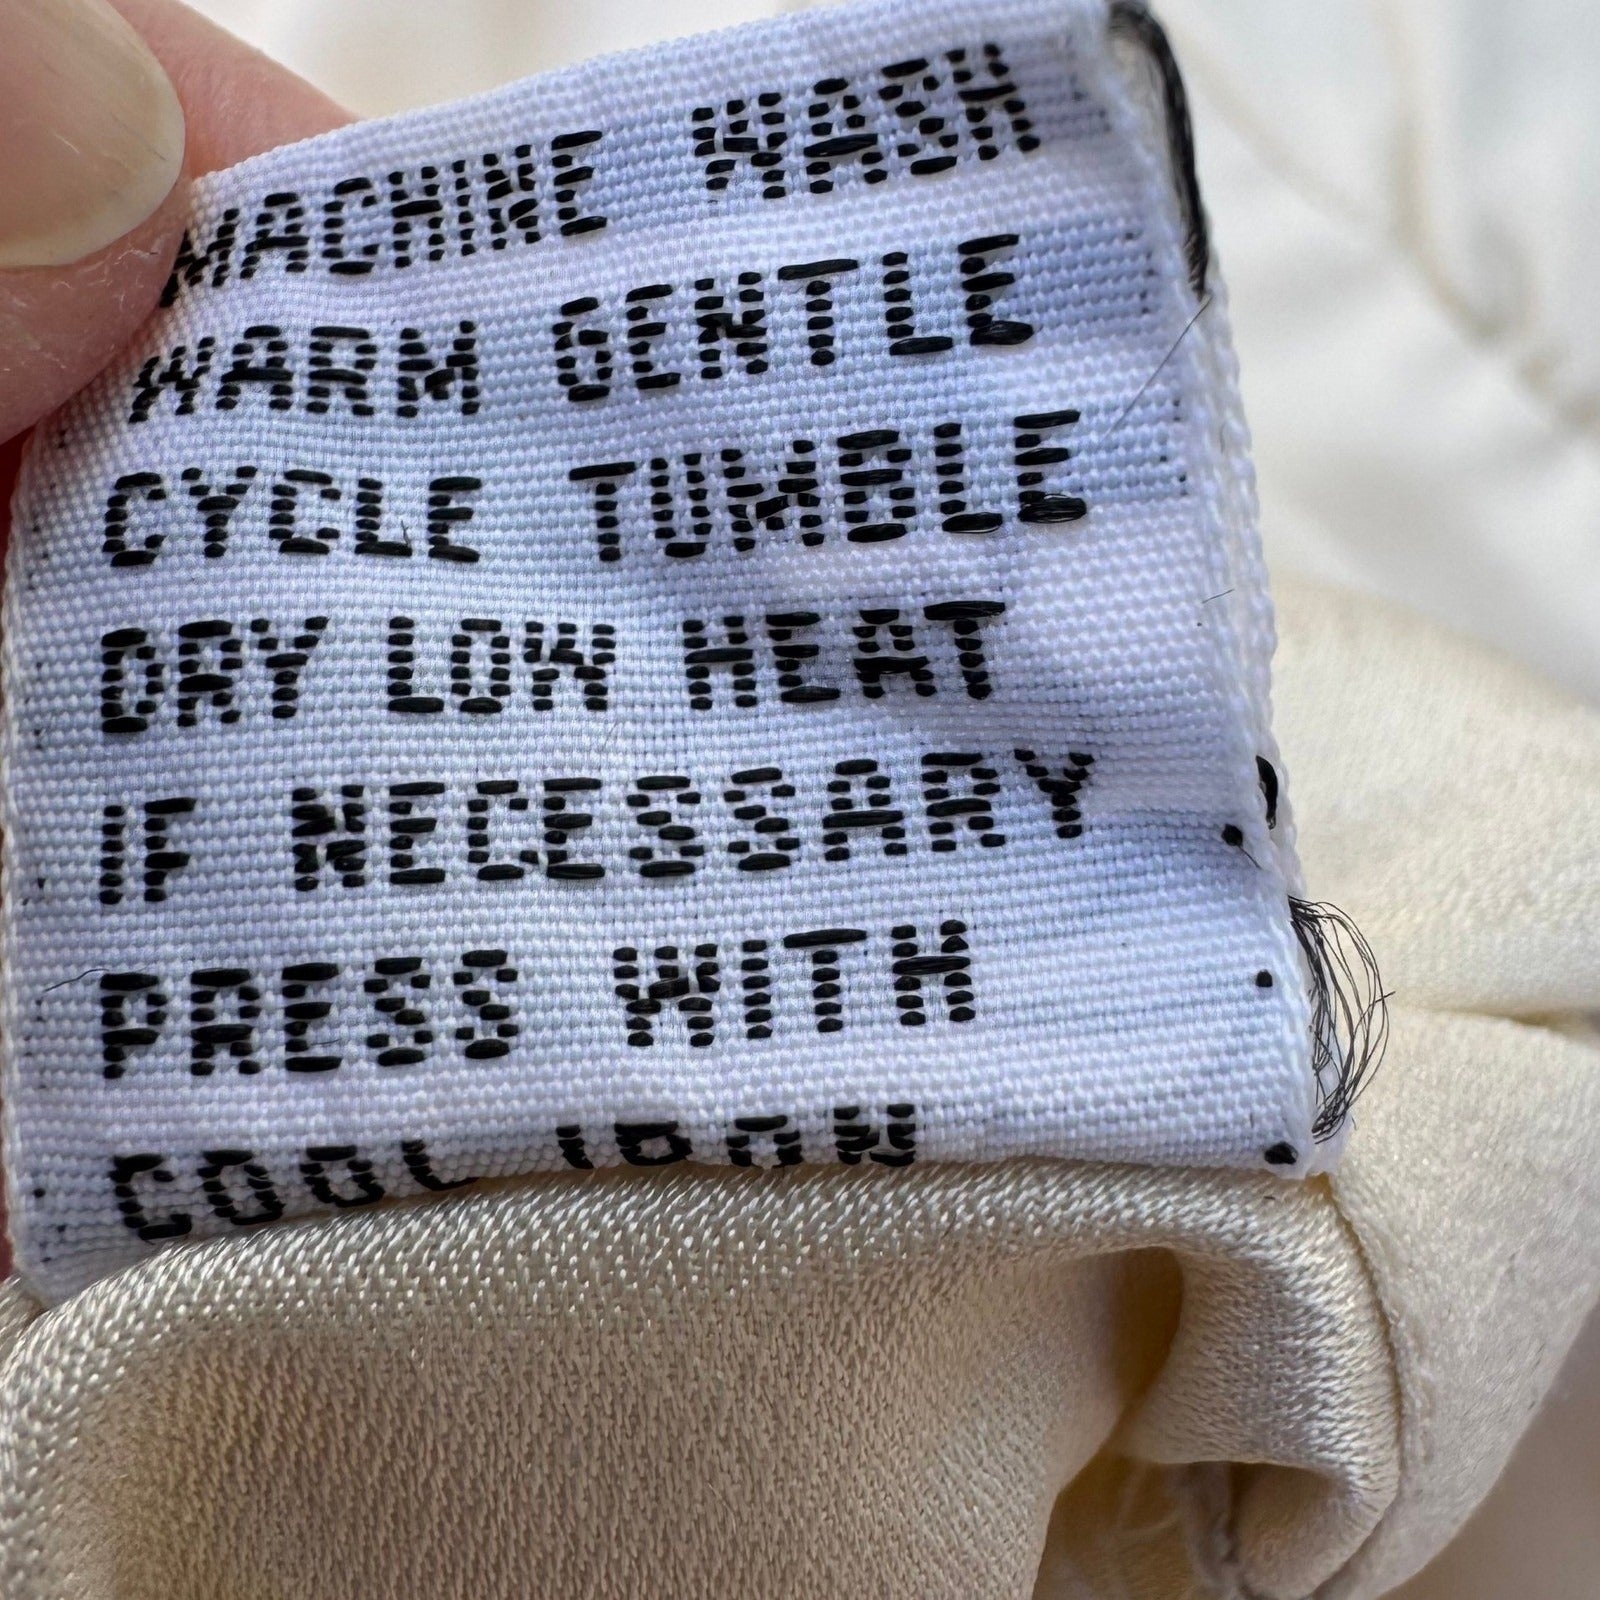 MACHINE WASH
WARM GENTLE
CYCLE TUMBLE
DRY LOW HEAT
IF NECESSARY
PRESS WITH
COOL IRON